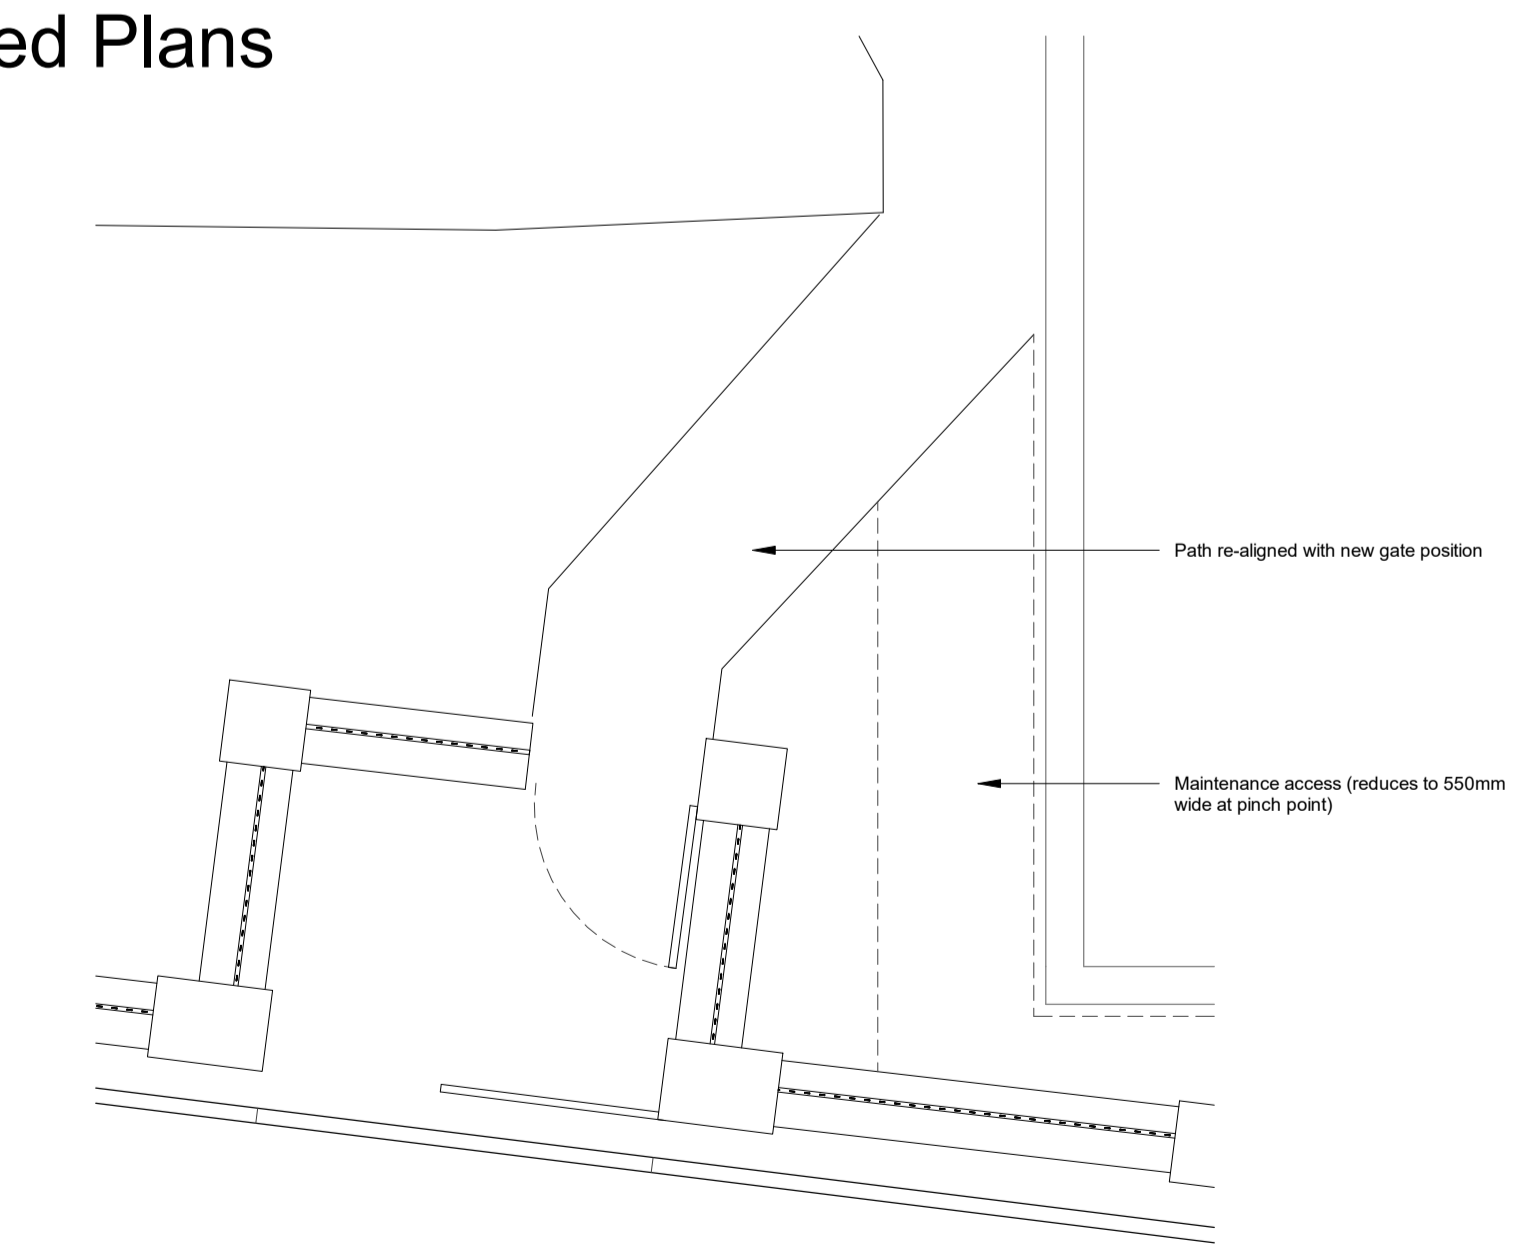 ed Plans
Path re-aligned with new gate position
Maintenance access (reduces to 550mm
wide at pinch point)